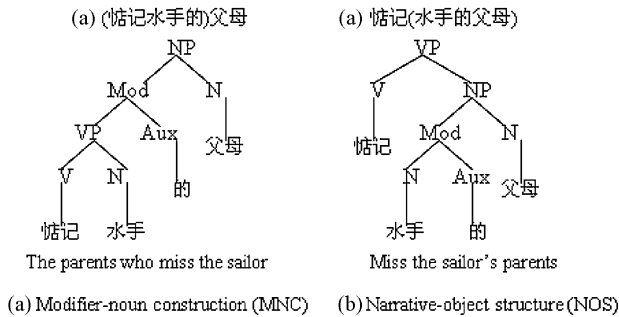 (a) (惦记水手的)父母
NP
Mod N
VP Aux 父母
V N 的
惦记 水手
The parents who miss the sailor
(a) Modifier-noun construction (MNC)
(a) 惦记(水手的父母)
VP
V NP
惦记 Mod N
N Aux 父母
水手 的
Miss the sailor's parents
(b) Narrative-object structure (NOS)